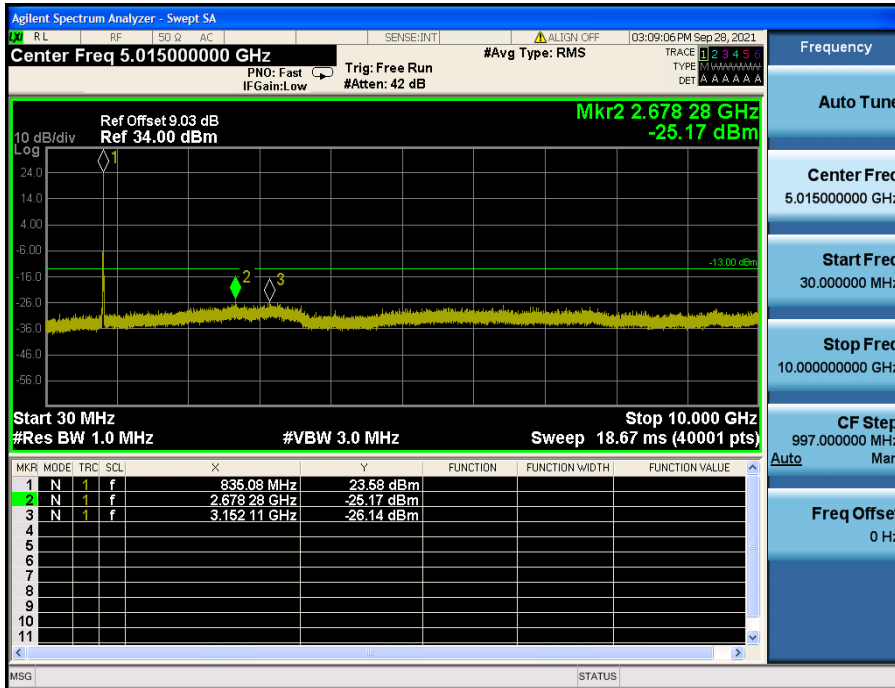 Agilent Spectrum Analyzer - Swept SA
LXI RL RF 50 Ω AC SENSE:INT ALIGN OFF 03:09:06 PM Sep 28, 2021
Center Freq 5.015000000 GHz
PNO: Fast
IFGain:Low
Trig: Free Run
#Atten: 42 dB
#Avg Type: RMS
TRACE 1 2 3 4 5 6
TYPE M W W W W W
DET A A A A A A
Mkr2 2.678 28 GHz
-25.17 dBm
Ref Offset 9.03 dB
10 dB/div Ref 34.00 dBm
Log
1
24.0
14.0
4.00
-6.00
-13.00 dBm
-16.0
2
3
-26.0
-36.0
-46.0
-56.0
Start 30 MHz Stop 10.000 GHz
#Res BW 1.0 MHz #VBW 3.0 MHz Sweep 18.67 ms (40001 pts)
MKR MODE TRC SCL X Y FUNCTION FUNCTION WIDTH FUNCTION VALUE
1 N 1 f 835.08 MHz 23.58 dBm
2 N 1 f 2.678 28 GHz -25.17 dBm
3 N 1 f 3.152 11 GHz -26.14 dBm
4
5
6
7
8
9
10
11
MSG STATUS
Frequency
Auto Tune
Center Freq
5.015000000 GHz
Start Freq
30.000000 MHz
Stop Freq
10.000000000 GHz
CF Step
997.000000 MHz
Auto Man
Freq Offset
0 Hz